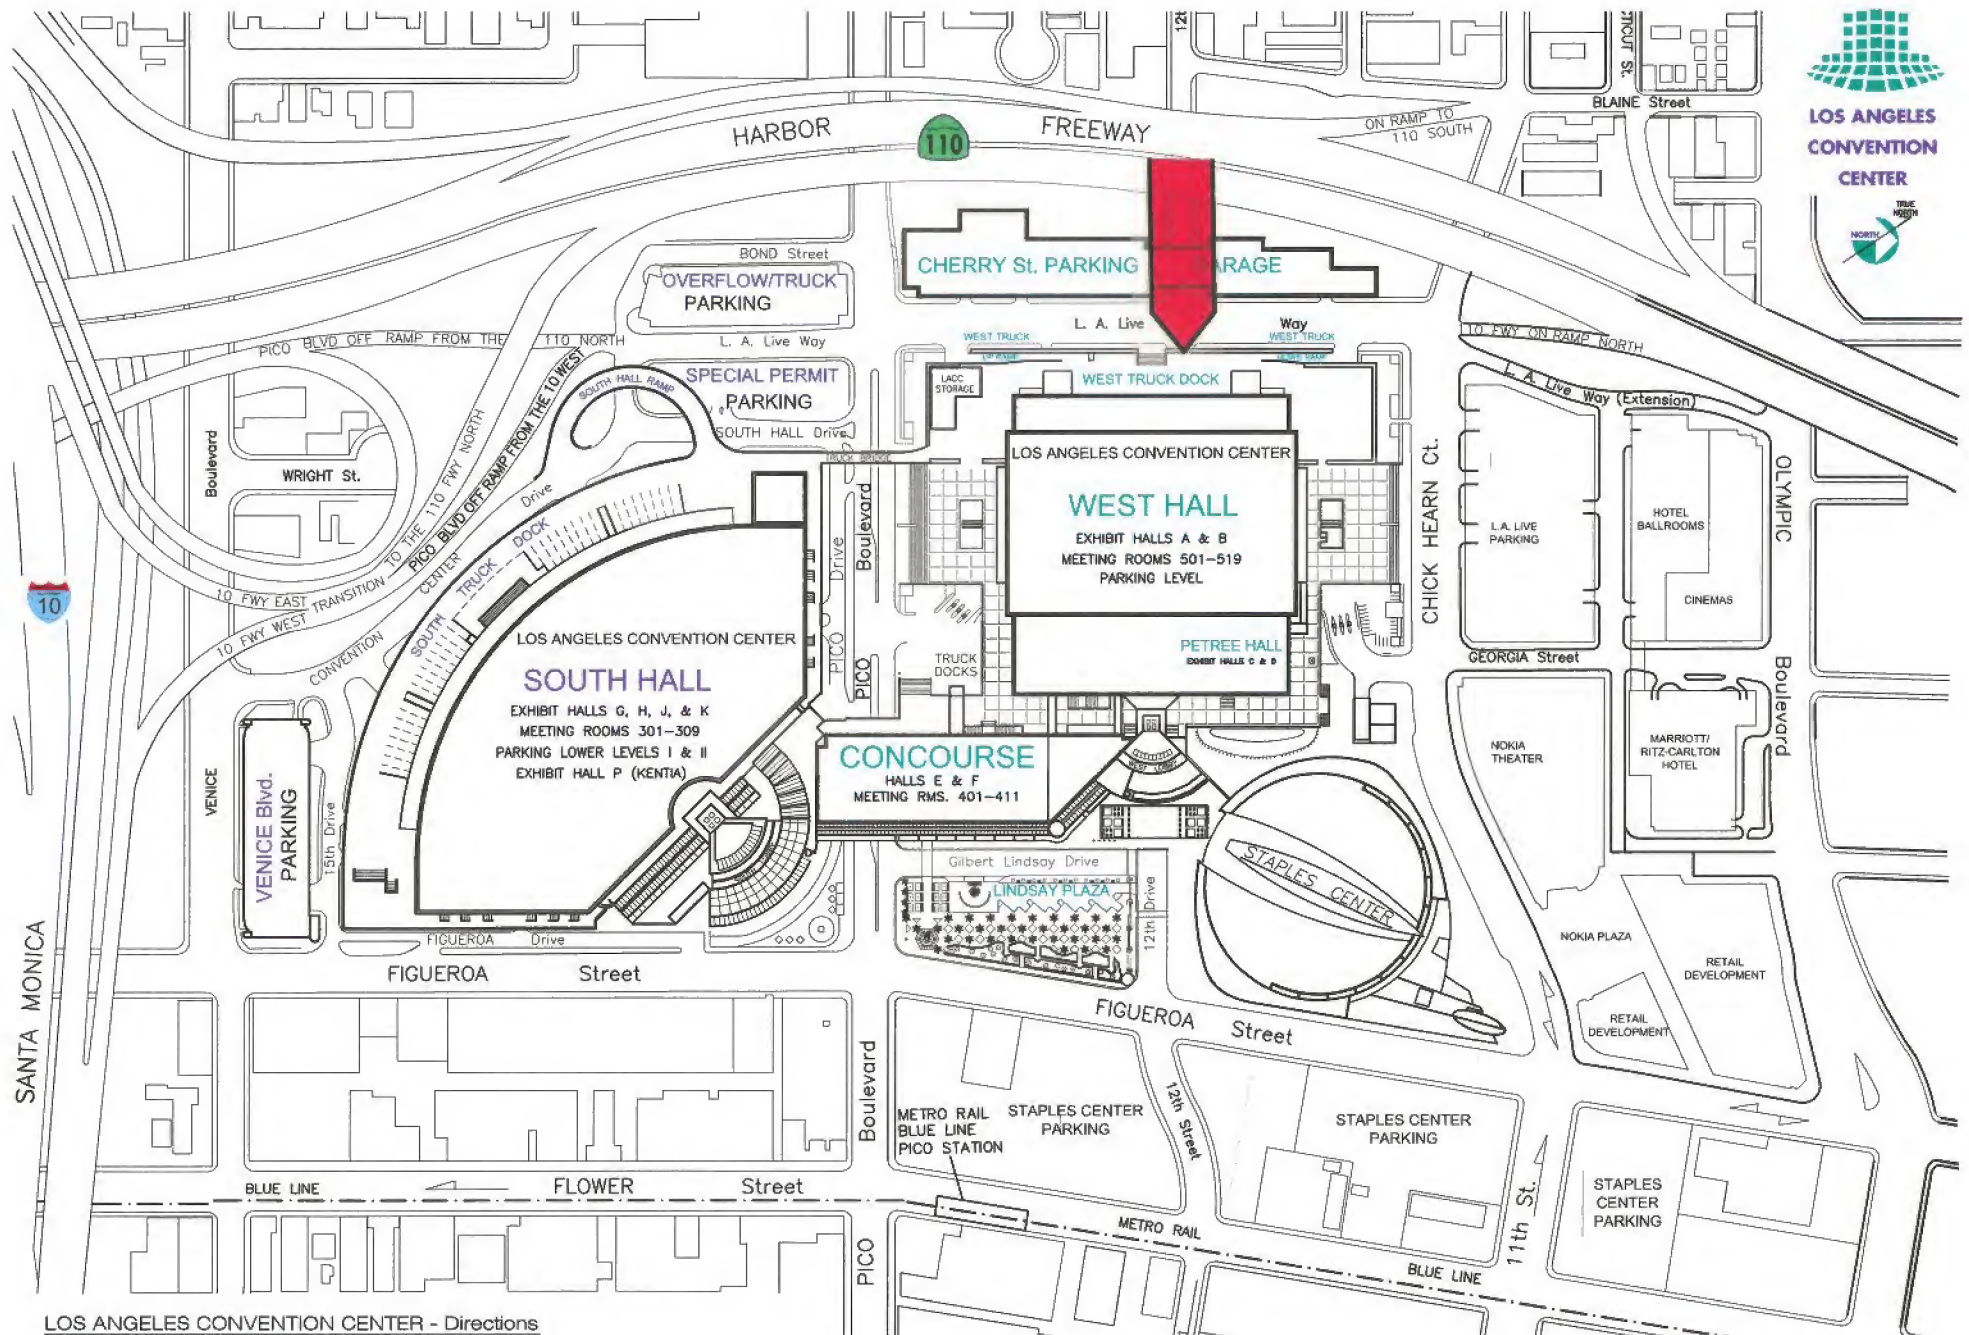 12th
CHESTNUT St.
BLAINE Street
LOS ANGELES
CONVENTION
CENTER
TRUE
NORTH
NORTH
HARBOR
110
FREEWAY
ON RAMP TO
110 SOUTH
BOND Street
OVERFLOW/TRUCK
PARKING
CHERRY St. PARKING
ARAGE
L. A. Live
Way
WEST TRUCK
WEST TRUCK
10 FWY ON RAMP NORTH
PICO BLVD OFF RAMP FROM THE
110 NORTH
L. A. Live Way
L. A. Live Way (Extension)
SPECIAL PERMIT
PARKING
SOUTH HALL RAMP
SOUTH HALL Drive
TRUCK BRIDGE
LACC
STORAGE
WEST TRUCK DOCK
PICO BLVD OFF RAMP FROM THE 10 WEST
10 FWY EAST TRANSITION TO THE 110 FWY NORTH
10 FWY WEST
WRIGHT St.
Boulevard
VENICE
10
SANTA MONICA
CONVENTION
CENTER
Drive
SOUTH
TRUCK
DOCK
LOS ANGELES CONVENTION CENTER
SOUTH HALL
EXHIBIT HALLS G, H, J, & K
MEETING ROOMS 301-309
PARKING LOWER LEVELS I & II
EXHIBIT HALL P (KENTIA)
PICO
Drive
PICO
Boulevard
LOS ANGELES CONVENTION CENTER
WEST HALL
EXHIBIT HALLS A & B
MEETING ROOMS 501-519
PARKING LEVEL
PETREE HALL
EXHIBIT HALLS C & D
TRUCK
DOCKS
CHICK HEARN Ct.
L.A. LIVE
PARKING
HOTEL
BALLROOMS
CINEMAS
OLYMPIC
Boulevard
GEORGIA Street
NOKIA
THEATER
MARRIOTT/
RITZ-CARLTON
HOTEL
CONCOURSE
HALLS E & F
MEETING RMS. 401-411
WEST LOBBY
VENICE Blvd.
PARKING
15th Drive
Gilbert Lindsay Drive
LINDSAY PLAZA
12th Drive
STAPLES CENTER
NOKIA PLAZA
RETAIL
DEVELOPMENT
RETAIL
DEVELOPMENT
FIGUEROA
Drive
FIGUEROA
Street
FIGUEROA
Street
Boulevard
PICO
METRO RAIL
BLUE LINE
PICO STATION
STAPLES CENTER
PARKING
12th Street
STAPLES CENTER
PARKING
11th St.
STAPLES
CENTER
PARKING
BLUE LINE
FLOWER
Street
METRO RAIL
BLUE LINE
LOS ANGELES CONVENTION CENTER - Directions